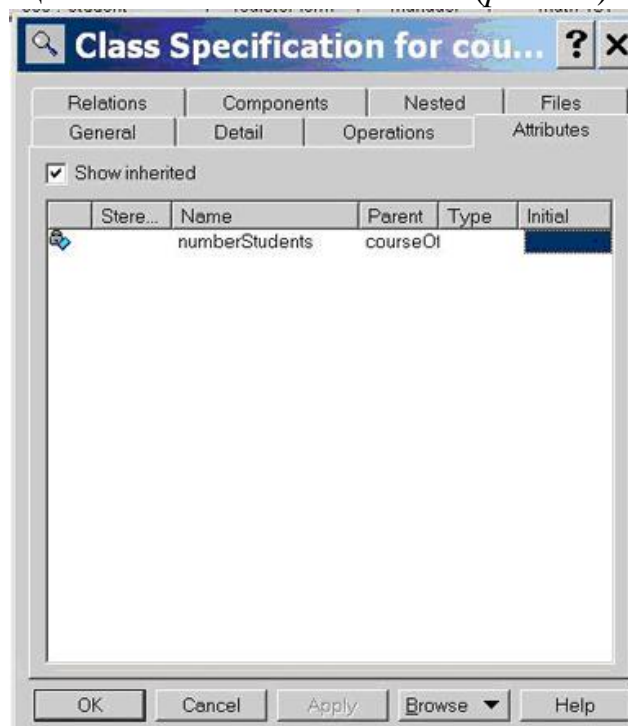 Class Specification for cou... ? X
Relations Components Nested Files
General Detail Operations Attributes
Show inherited
Stere... Name Parent Type Initial
numberStudents courseOf
OK Cancel Apply Browse Help